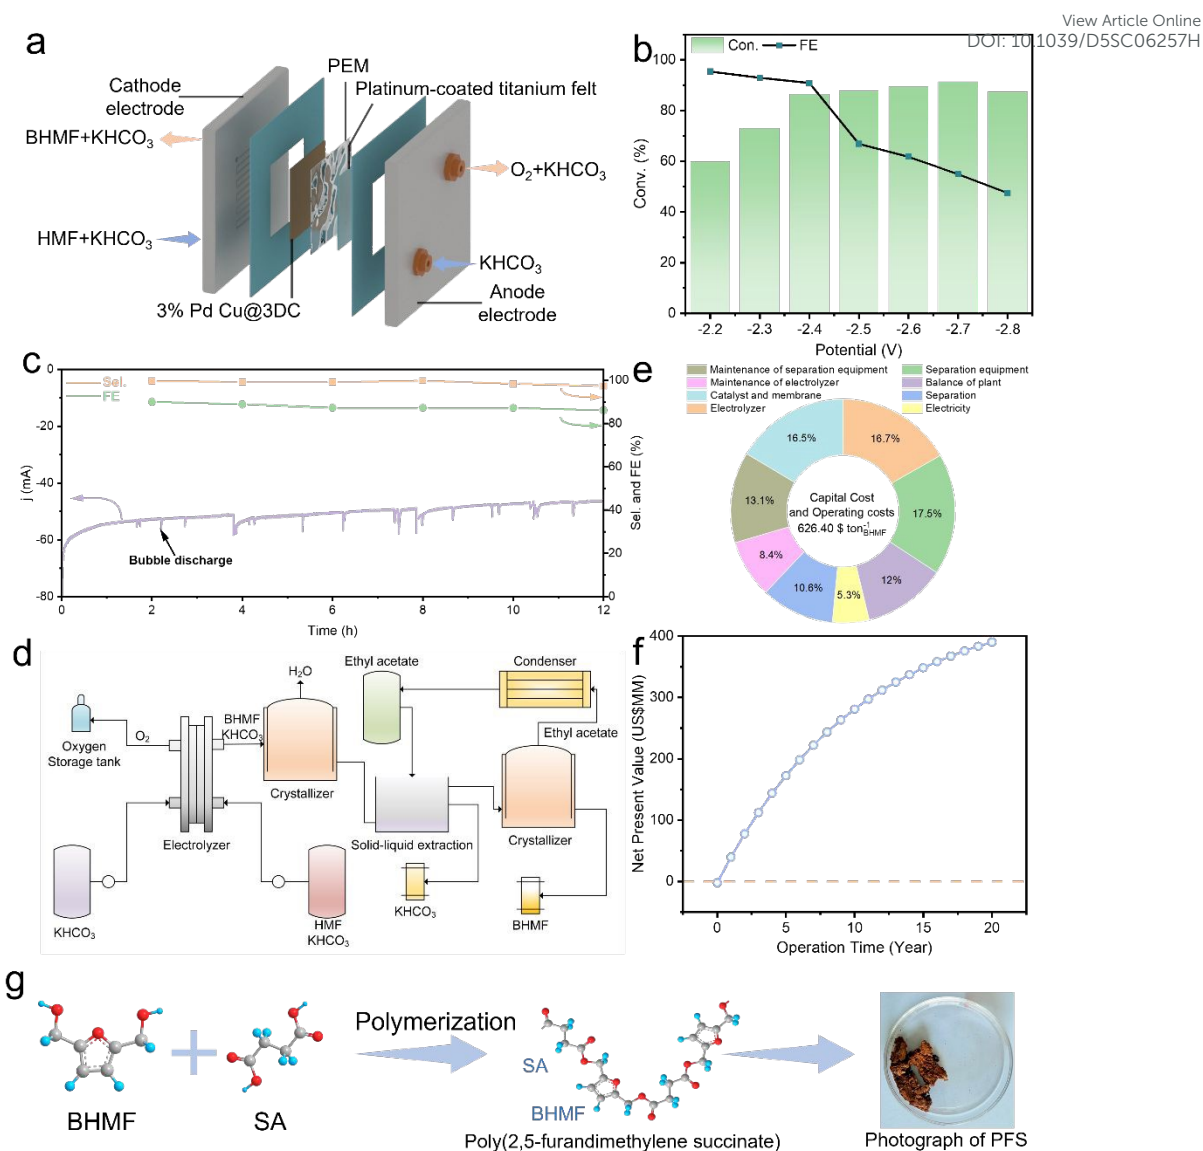 View Article Online
DOI: 10.1039/D5SC06257H
a
Cathode
electrode
PEM
Platinum-coated titanium felt
BHMF+KHCO₃
O₂+KHCO₃
HMF+KHCO₃
KHCO₃
3% Pd Cu@3DC
Anode
electrode
b
Con.
FE
100
80
60
40
20
0
Conv. (%)
-2.2
-2.3
-2.4
-2.5
-2.6
-2.7
-2.8
Potential (V)
c
Sel.
FE
0
-20
-40
-60
-80
j (mA)
Bubble discharge
100
80
60
40
20
0
Sel. and FE (%)
0
2
4
6
8
10
12
Time (h)
e
Maintenance of separation equipment
Separation equipment
Maintenance of electrolyzer
Balance of plant
Catalyst and membrane
Separation
Electrolyzer
Electricity
16.5%
16.7%
13.1%
17.5%
8.4%
12%
10.6%
5.3%
Capital Cost
and Operating costs
626.40 $ ton⁻¹ BHMF
d
H₂O
Ethyl acetate
Condenser
Oxygen
Storage tank
O₂
BHMF
KHCO₃
Ethyl acetate
Crystallizer
Electrolyzer
Solid-liquid extraction
Crystallizer
KHCO₃
HMF
KHCO₃
KHCO₃
BHMF
f
400
300
200
100
0
Net Present Value (US$MM)
0
5
10
15
20
Operation Time (Year)
g
Polymerization
SA
BHMF
BHMF
SA
Poly(2,5-furandimethylene succinate)
Photograph of PFS